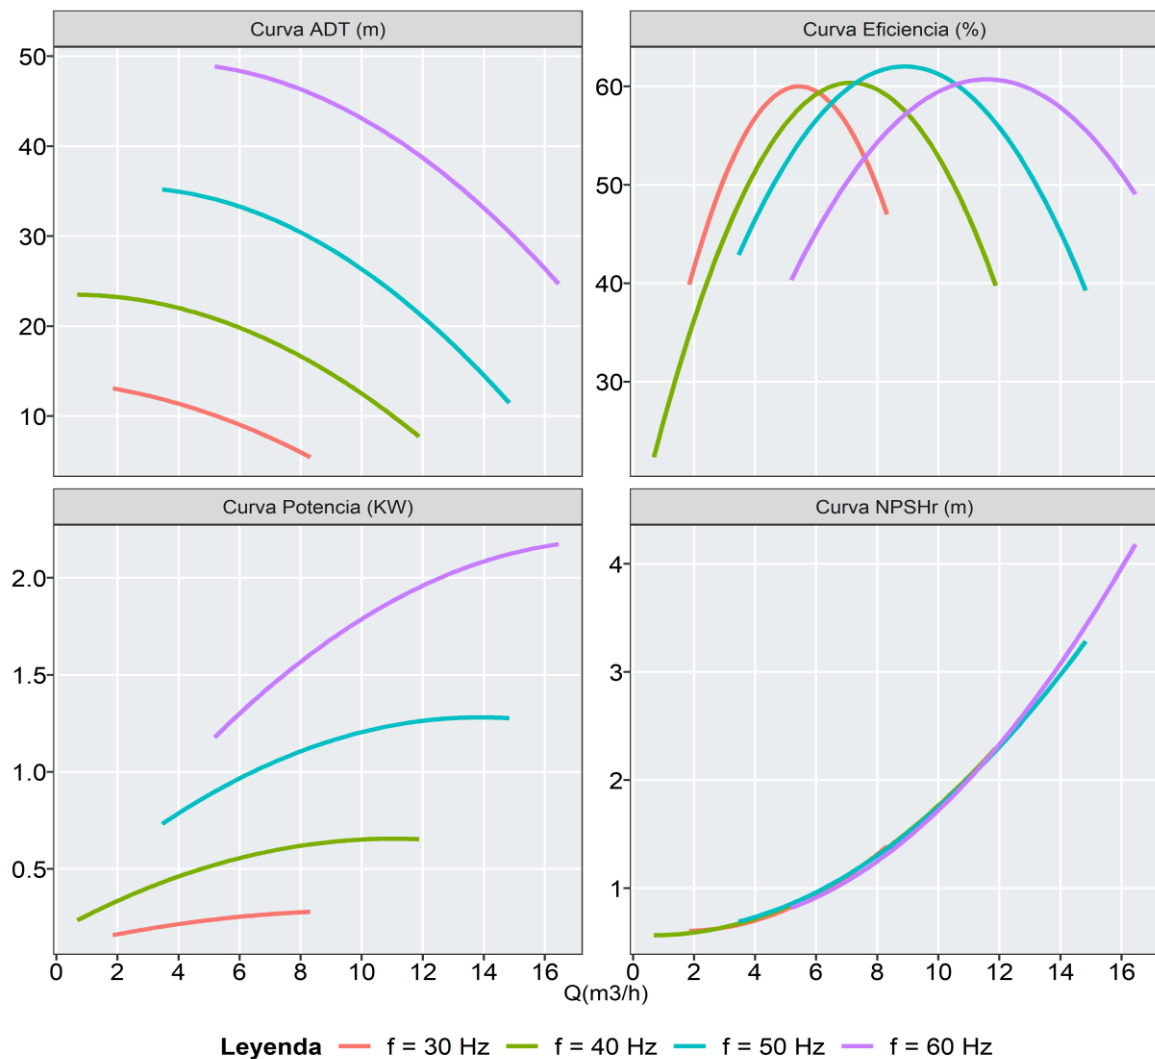 Curva ADT (m)
Curva Eficiencia (%)
50
40
30
20
10
60
50
40
30
Curva Potencia (KW)
Curva NPSHr (m)
2.0
1.5
1.0
0.5
4
3
2
1
0 2 4 6 8 10 12 14 16
0 2 4 6 8 10 12 14 16
Q(m3/h)
Leyenda f = 30 Hz f = 40 Hz f = 50 Hz f = 60 Hz